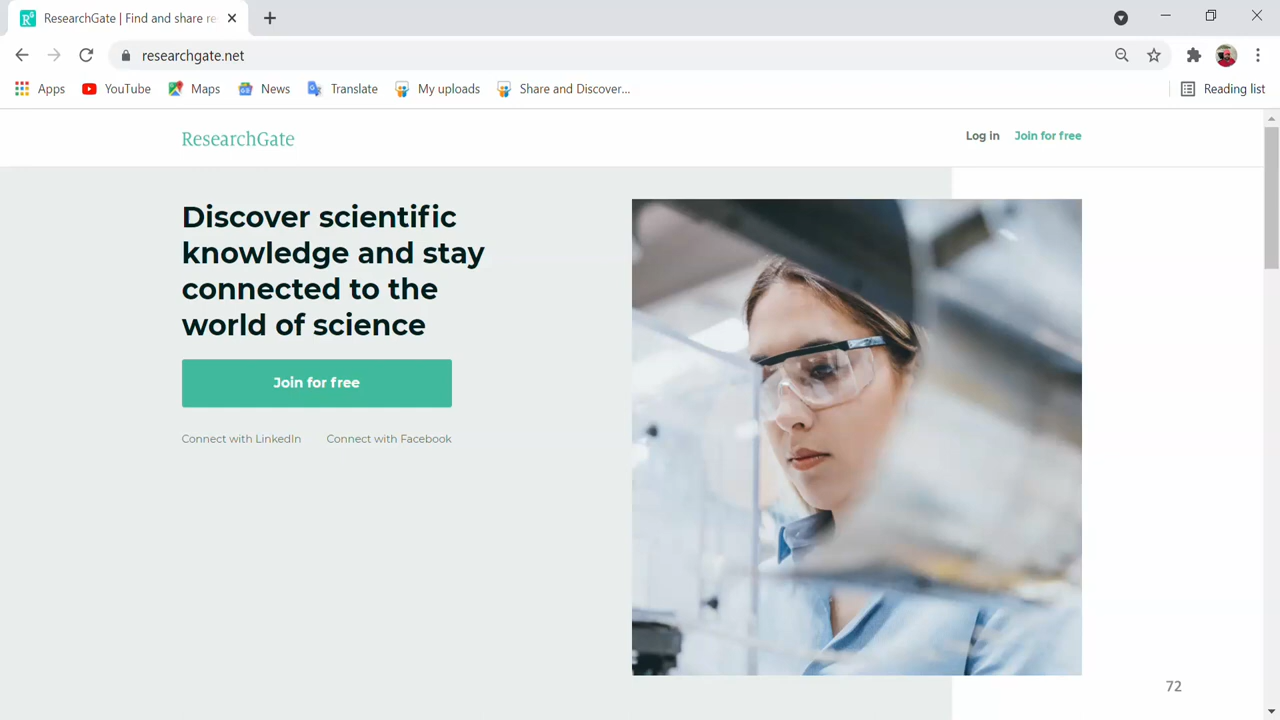 ResearchGate | Find and share re
researchgate.net
Apps YouTube Maps News Translate My uploads Share and Discover... Reading list
ResearchGate Log in Join for free
Discover scientific
knowledge and stay
connected to the
world of science
Join for free
Connect with LinkedIn Connect with Facebook
72